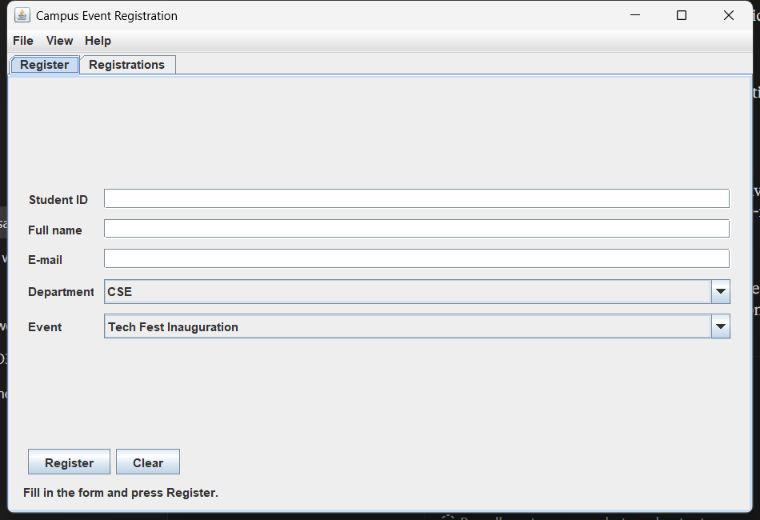 Campus Event Registration
File View Help
Register Registrations
Student ID
Full name
E-mail
Department CSE
Event Tech Fest Inauguration
Register Clear
Fill in the form and press Register.